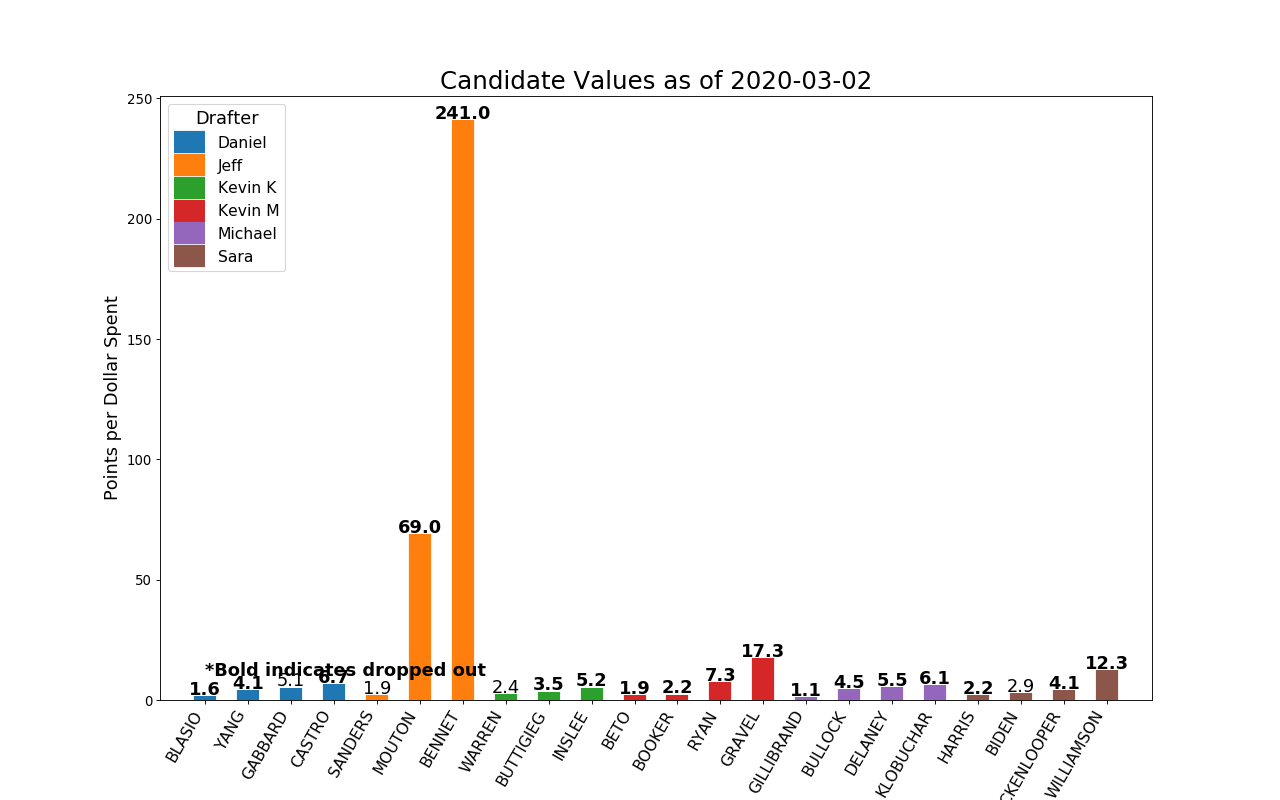 Candidate Values as of 2020-03-02
Points per Dollar Spent
250
200
150
100
50
0
Drafter
Daniel
Jeff
Kevin K
Kevin M
Michael
Sara
*Bold indicates dropped out
1.6
4.1
5.1
6.7
1.9
69.0
241.0
2.4
3.5
5.2
1.9
2.2
7.3
17.3
1.1
4.5
5.5
6.1
2.2
2.9
4.1
12.3
BLASIO
YANG
GABBARD
CASTRO
SANDERS
MOUTON
BENNET
WARREN
BUTTIGIEG
INSLEE
BETO
BOOKER
RYAN
GRAVEL
GILLIBRAND
BULLOCK
DELANEY
KLOBUCHAR
HARRIS
BIDEN
CKENLOOPER
WILLIAMSON